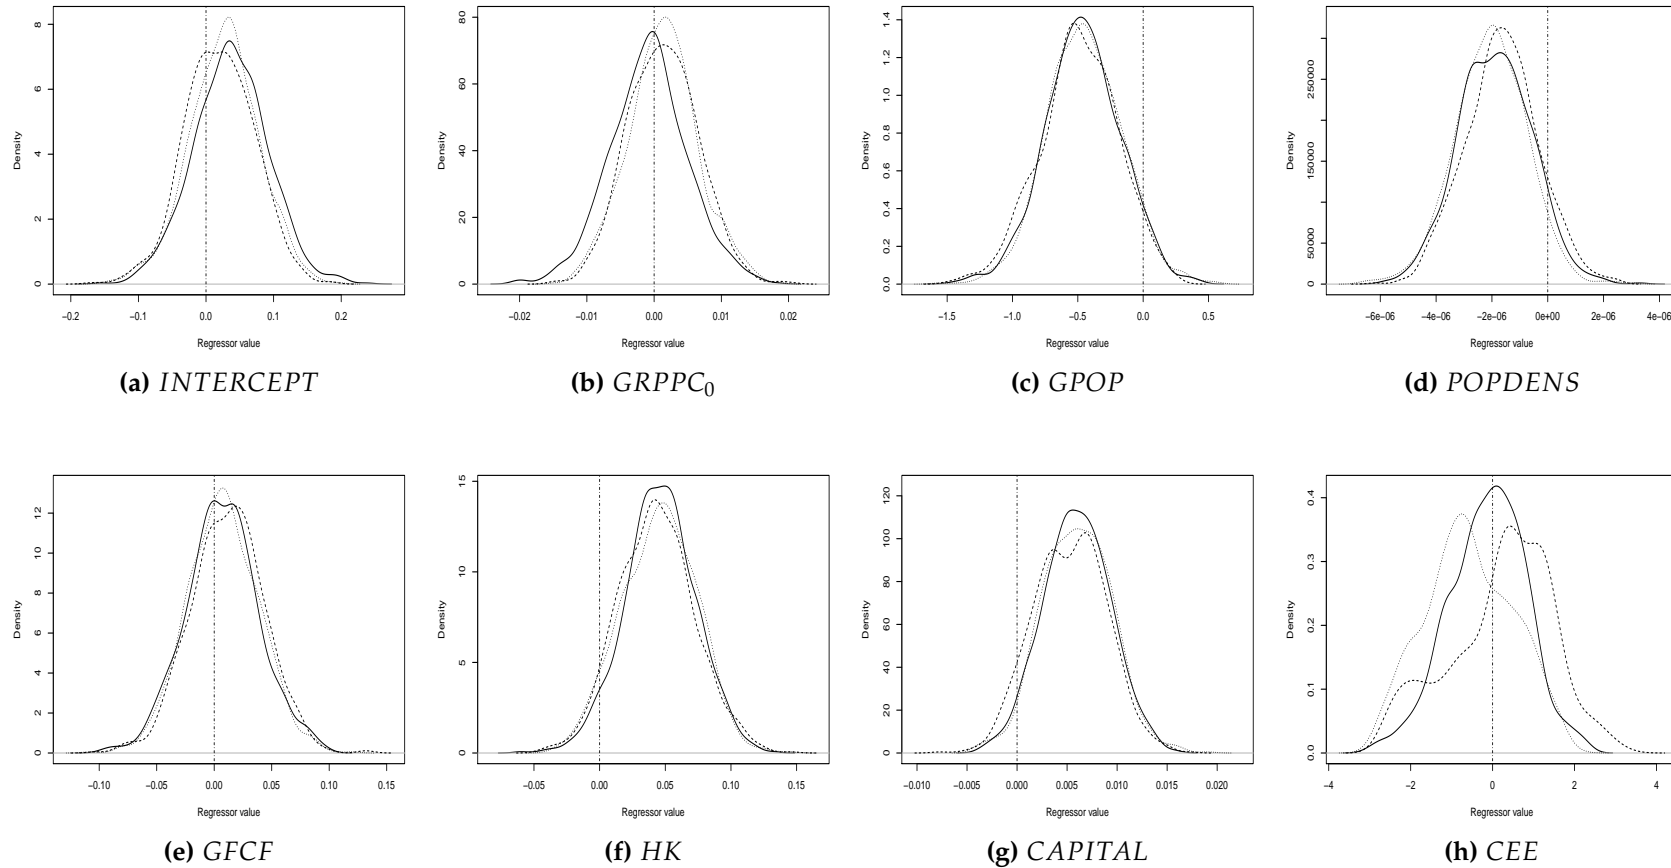 8
6
4
2
0
Density
−0.2 −0.1 0.0 0.1 0.2
Regressor value
(a) INTERCEPT
80
60
40
20
0
Density
−0.02 −0.01 0.00 0.01 0.02
Regressor value
(b) GRPPC0
1.4
1.2
1.0
0.8
0.6
0.4
0.2
0.0
Density
−1.5 −1.0 −0.5 0.0 0.5
Regressor value
(c) GPOP
250000
150000
50000
0
Density
−6e−06 −4e−06 −2e−06 0e+00 2e−06 4e−06
Regressor value
(d) POPDENS
12
10
8
6
4
2
0
Density
−0.10 −0.05 0.00 0.05 0.10 0.15
Regressor value
(e) GFCF
15
10
5
0
Density
−0.05 0.00 0.05 0.10 0.15
Regressor value
(f) HK
120
100
80
60
40
20
0
Density
−0.010 −0.005 0.000 0.005 0.010 0.015 0.020
Regressor value
(g) CAPITAL
0.4
0.3
0.2
0.1
0.0
Density
−4 −2 0 2 4
Regressor value
(h) CEE